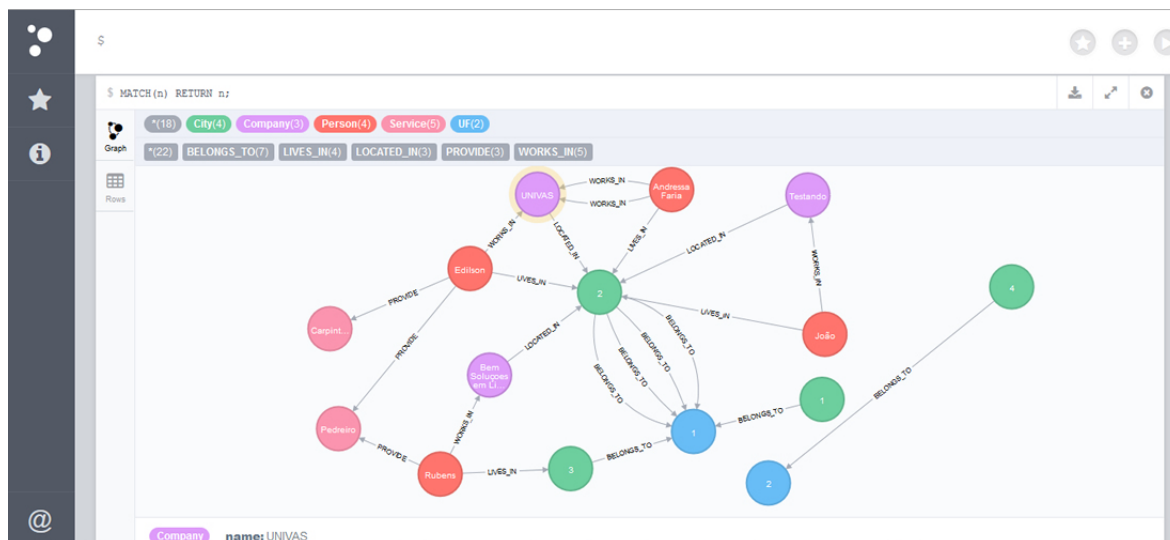 $
$ MATCH(n) RETURN n;
Graph
*(18) City(4) Company(3) Person(4) Service(5) UF(2)
*(22) BELONGS_TO(7) LIVES_IN(4) LOCATED_IN(3) PROVIDE(3) WORKS_IN(5)
Rows
UNIVAS
WORKS_IN
WORKS_IN
Andressa
Faria
Testando
WORKS_IN
LOCATED_IN
LIVES_IN
LOCATED_IN
WORKS_IN
Edilson
LIVES_IN
2
4
PROVIDE
Carpint...
PROVIDE
LOCATED_IN
LIVES_IN
João
BELONGS_TO
BELONGS_TO
BELONGS_TO
BELONGS_TO
Bem
Soluçoes
em Li...
BELONGS_TO
1
BELONGS_TO
Pedreiro
WORKS_IN
1
PROVIDE
Rubens
LIVES_IN
3
BELONGS_TO
2
@
Company name: UNIVAS